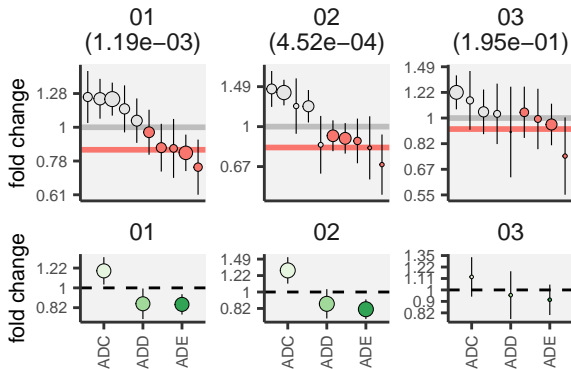 01
(1.19e−03)
02
(4.52e−04)
03
(1.95e−01)
fold change
1.28
1
0.78
0.61
1.49
1
0.67
1.49
1.22
1
0.82
0.67
0.55
01
02
03
fold change
1.22
1
0.82
1.49
1.22
1
0.82
1.35
1.22
1.11
1
0.9
0.82
ADC
ADD
ADE
ADC
ADD
ADE
ADC
ADD
ADE